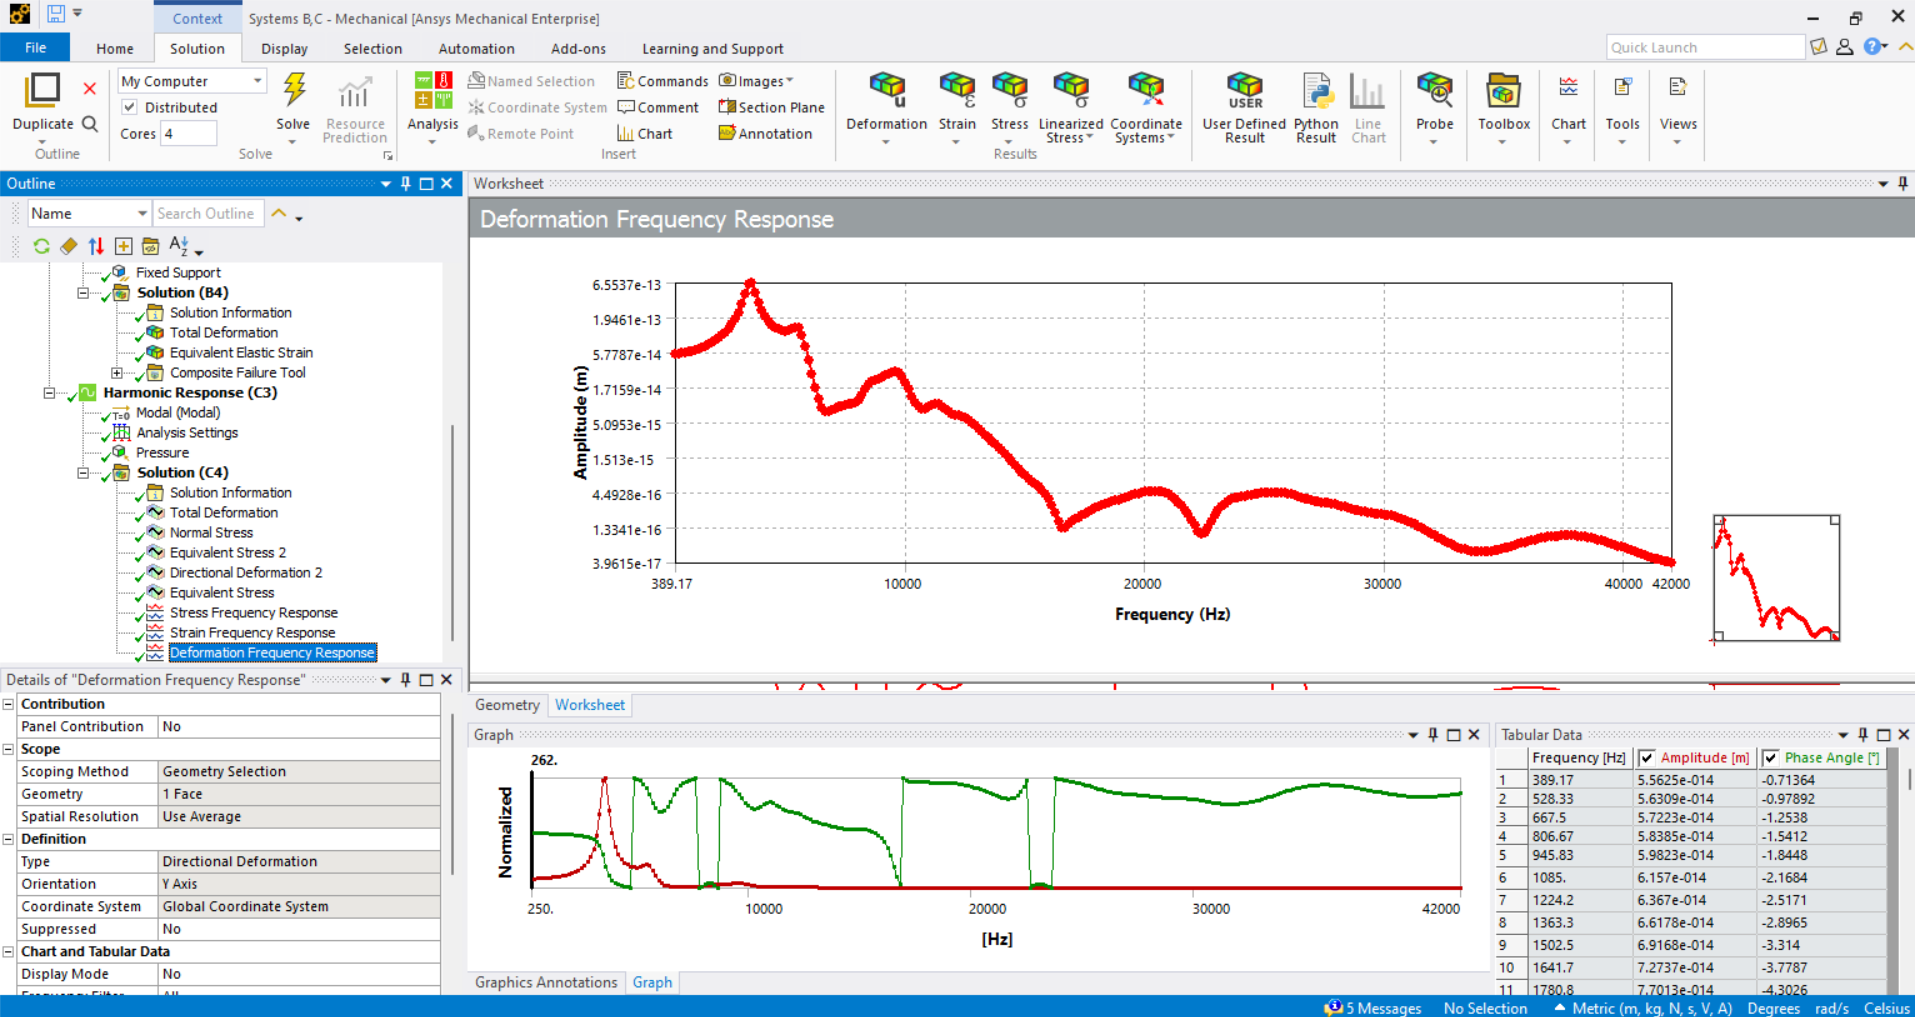 Context
Systems B,C - Mechanical [Ansys Mechanical Enterprise]
File
Home
Solution
Display
Selection
Automation
Add-ons
Learning and Support
Quick Launch
Duplicate
Outline
My Computer
Distributed
Cores 4
Solve
Resource Prediction
Solve
Analysis
Named Selection
Coordinate System
Remote Point
Commands
Comment
Chart
Images
Section Plane
Annotation
Insert
Deformation
Strain
Stress
Linearized Stress
Coordinate Systems
Results
USER
User Defined Result
Python Result
Line Chart
Probe
Toolbox
Chart
Tools
Views
Outline
Name
Search Outline
Fixed Support
Solution (B4)
Solution Information
Total Deformation
Equivalent Elastic Strain
Composite Failure Tool
Harmonic Response (C3)
T=0 Modal (Modal)
Analysis Settings
Pressure
Solution (C4)
Solution Information
Total Deformation
Normal Stress
Equivalent Stress 2
Directional Deformation 2
Equivalent Stress
Stress Frequency Response
Strain Frequency Response
Deformation Frequency Response
Details of "Deformation Frequency Response"
Contribution
Panel Contribution No
Scope
Scoping Method Geometry Selection
Geometry 1 Face
Spatial Resolution Use Average
Definition
Type Directional Deformation
Orientation Y Axis
Coordinate System Global Coordinate System
Suppressed No
Chart and Tabular Data
Display Mode No
Frequency Filter All
Worksheet
Deformation Frequency Response
Amplitude (m)
6.5537e-13
1.9461e-13
5.7787e-14
1.7159e-14
5.0953e-15
1.513e-15
4.4928e-16
1.3341e-16
3.9615e-17
389.17 10000 20000 30000 40000 42000
Frequency (Hz)
Geometry Worksheet
Graph
262.
Normalized
250. 10000 20000 30000 42000
[Hz]
Graphics Annotations Graph
Tabular Data
Frequency [Hz] Amplitude [m] Phase Angle [°]
1 389.17 5.5625e-014 -0.71364
2 528.33 5.6309e-014 -0.97892
3 667.5 5.7223e-014 -1.2538
4 806.67 5.8385e-014 -1.5412
5 945.83 5.9823e-014 -1.8448
6 1085. 6.157e-014 -2.1684
7 1224.2 6.367e-014 -2.5171
8 1363.3 6.6178e-014 -2.8965
9 1502.5 6.9168e-014 -3.314
10 1641.7 7.2737e-014 -3.7787
11 1780.8 7.7013e-014 -4.3026
5 Messages No Selection Metric (m, kg, N, s, V, A) Degrees rad/s Celsius